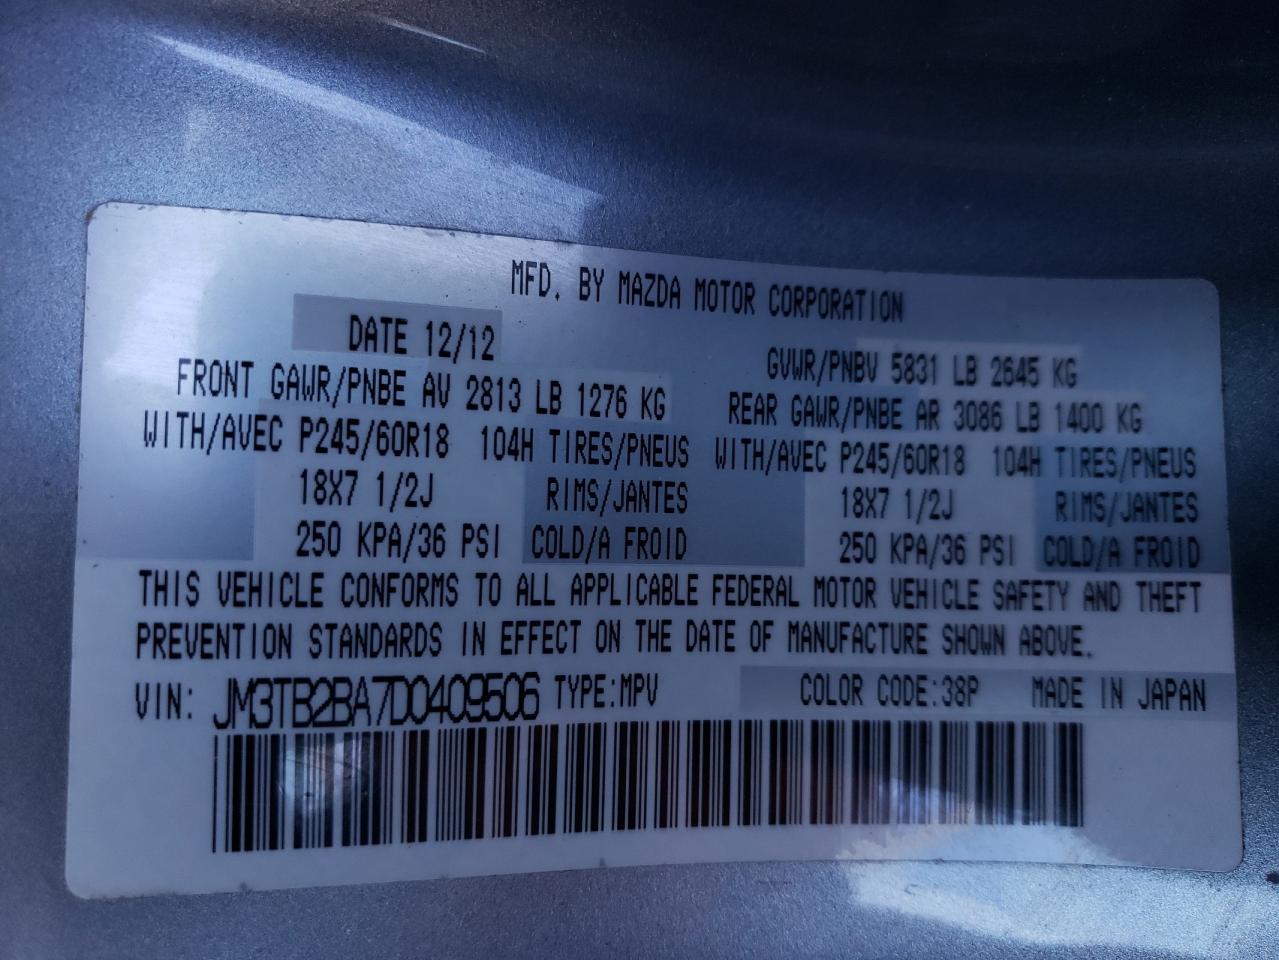 MFD. BY MAZDA MOTOR CORPORATION
DATE 12/12 GVWR/PNBV 5831 LB 2645 KG
FRONT GAWR/PNBE AV 2813 LB 1276 KG REAR GAWR/PNBE AR 3086 LB 1400 KG
WITH/AVEC P245/60R18 104H TIRES/PNEUS WITH/AVEC P245/60R18 104H TIRES/PNEUS
18X7 1/2J RIMS/JANTES 18X7 1/2J RIMS/JANTES
250 KPA/36 PSI COLD/A FROID 250 KPA/36 PSI COLD/A FROID
THIS VEHICLE CONFORMS TO ALL APPLICABLE FEDERAL MOTOR VEHICLE SAFETY AND THEFT
PREVENTION STANDARDS IN EFFECT ON THE DATE OF MANUFACTURE SHOWN ABOVE.
VIN: JM3TB2BA7D0409506 TYPE:MPV COLOR CODE:38P MADE IN JAPAN